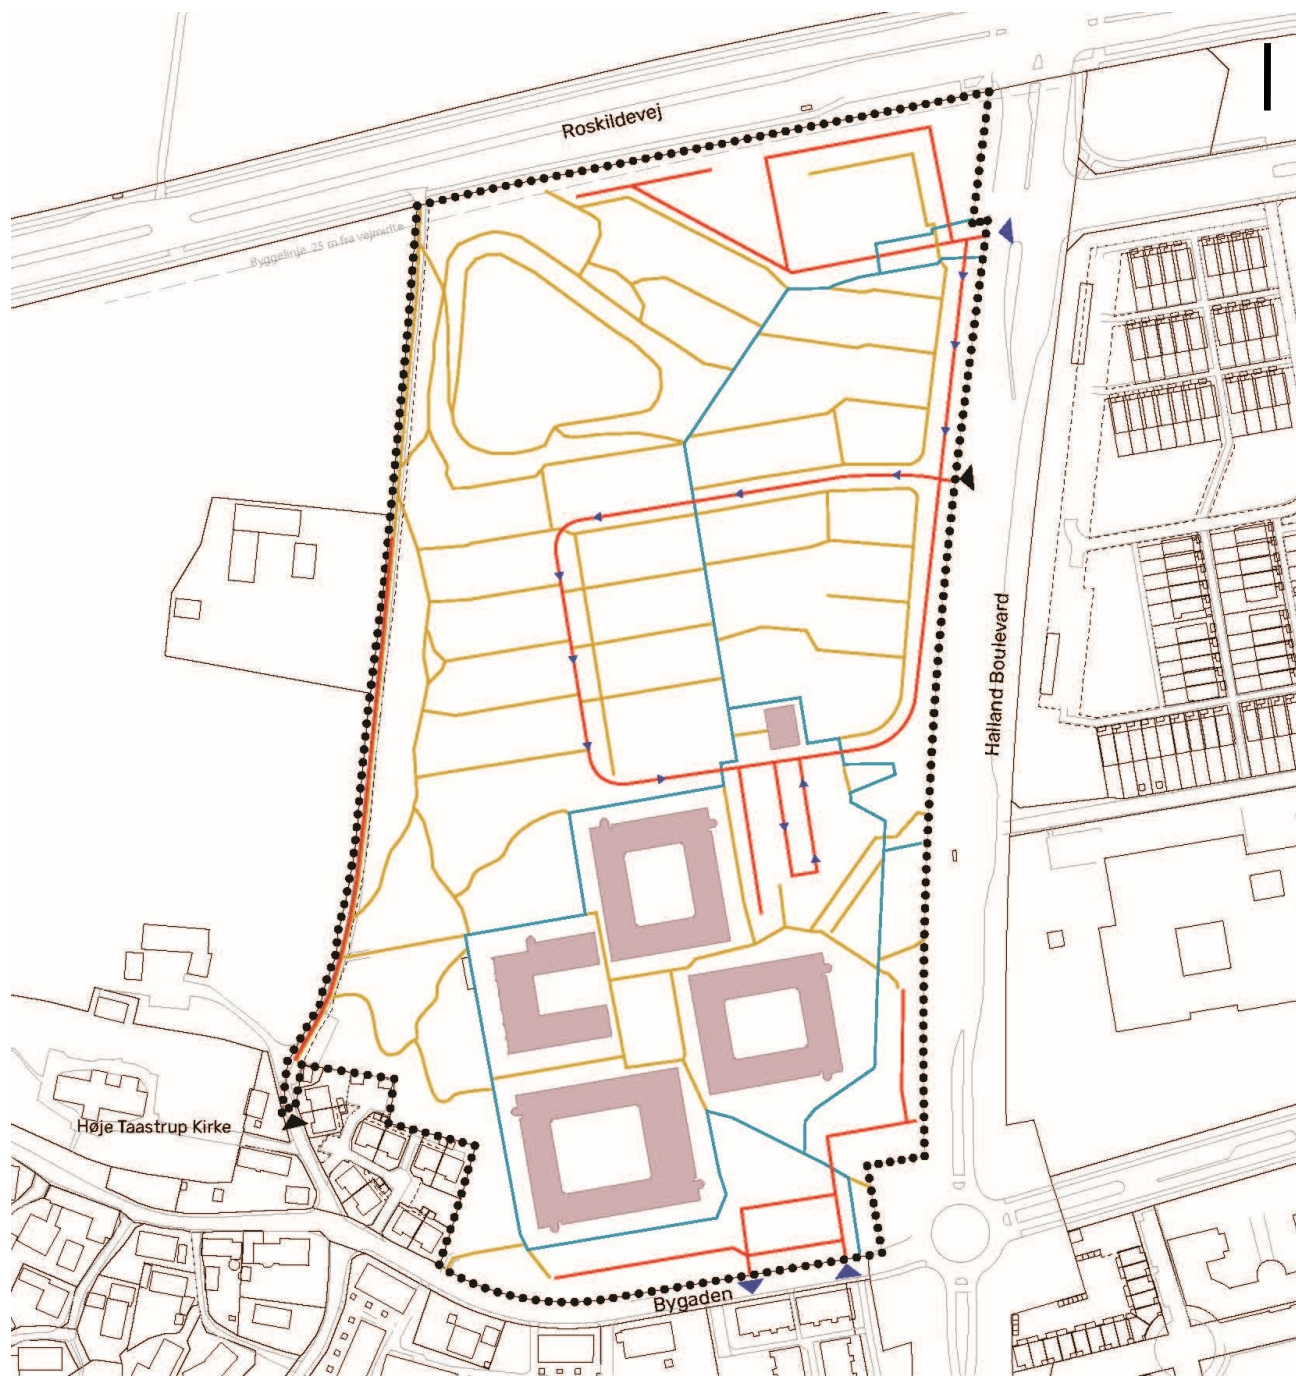 Roskildevej
Byggelinje 25 m fra vejmidte
Halland Boulevard
Høje Taastrup Kirke
Bygaden